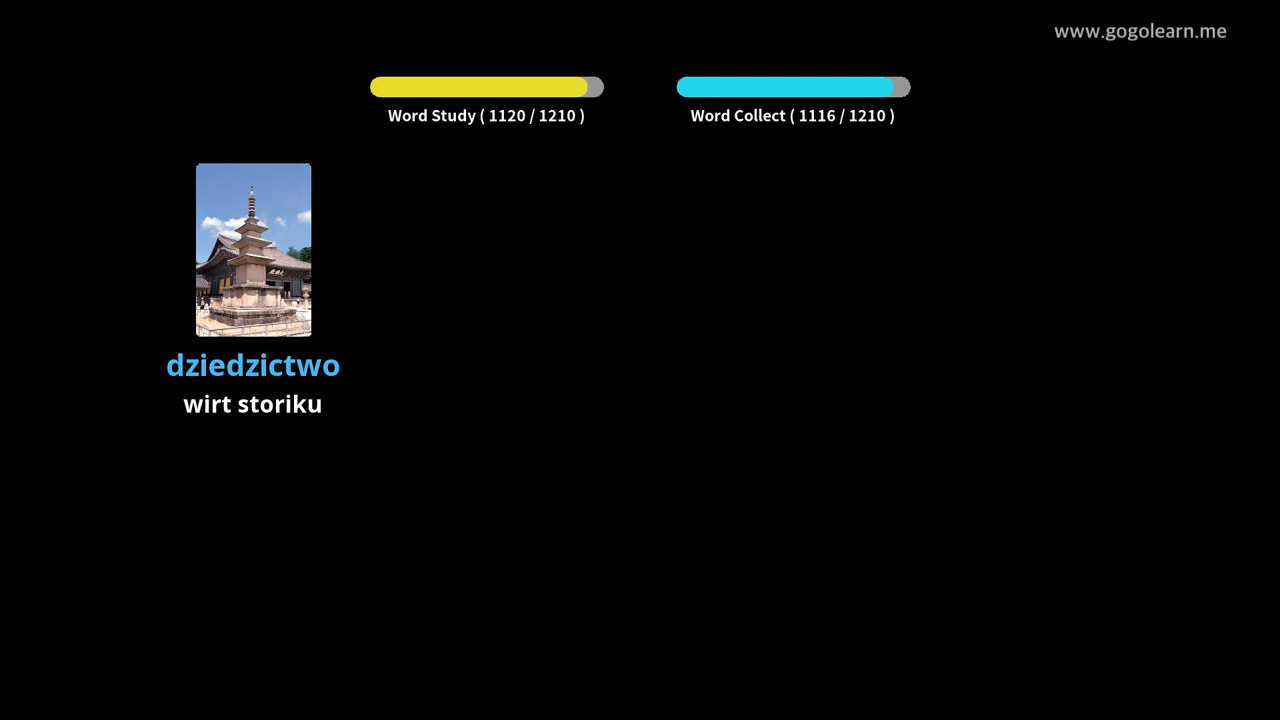 www.gogolearn.me
Word Study ( 1120 / 1210 )
Word Collect ( 1116 / 1210 )
dziedzictwo
wirt storiku